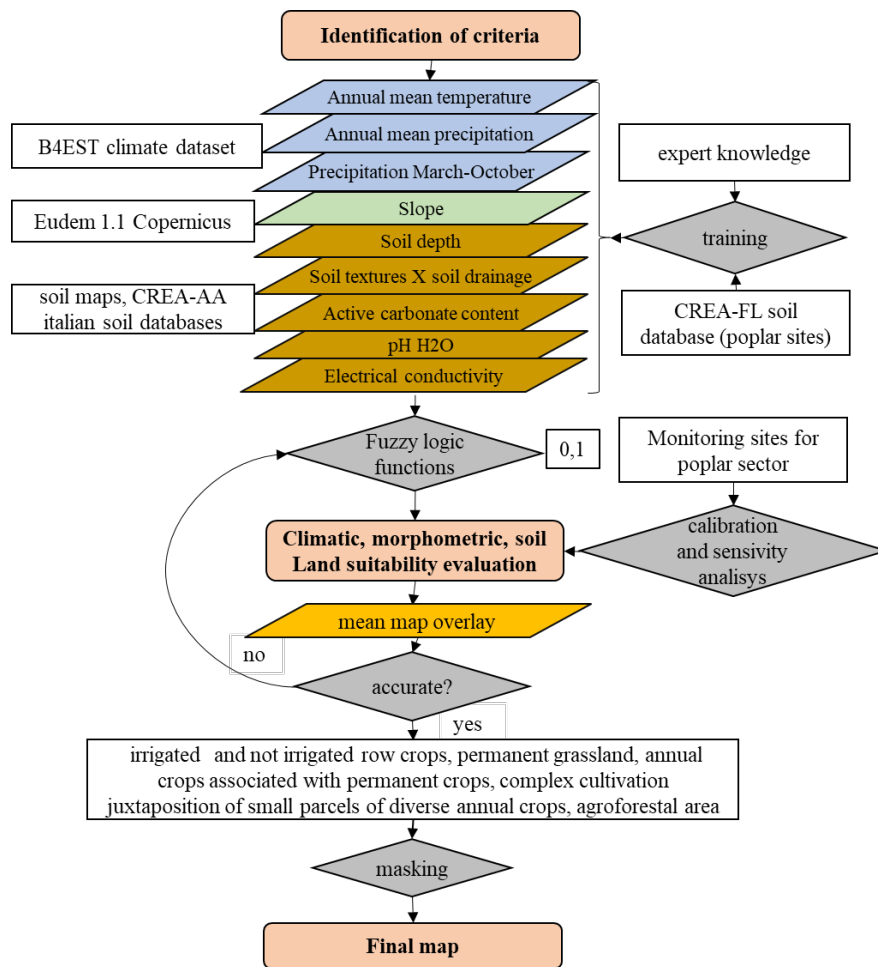 Identification of criteria
Annual mean temperature
Annual mean precipitation
Precipitation March-October
Slope
Soil depth
Soil textures X soil drainage
Active carbonate content
pH H2O
Electrical conductivity
B4EST climate dataset
Eudem 1.1 Copernicus
soil maps, CREA-AA
italian soil databases
expert knowledge
training
CREA-FL soil
database (poplar sites)
Fuzzy logic
functions
0,1
Monitoring sites for
poplar sector
calibration
and sensivity
analisys
Climatic, morphometric, soil
Land suitability evaluation
mean map overlay
no
accurate?
yes
irrigated and not irrigated row crops, permanent grassland, annual
crops associated with permanent crops, complex cultivation
juxtaposition of small parcels of diverse annual crops, agroforestal area
masking
Final map